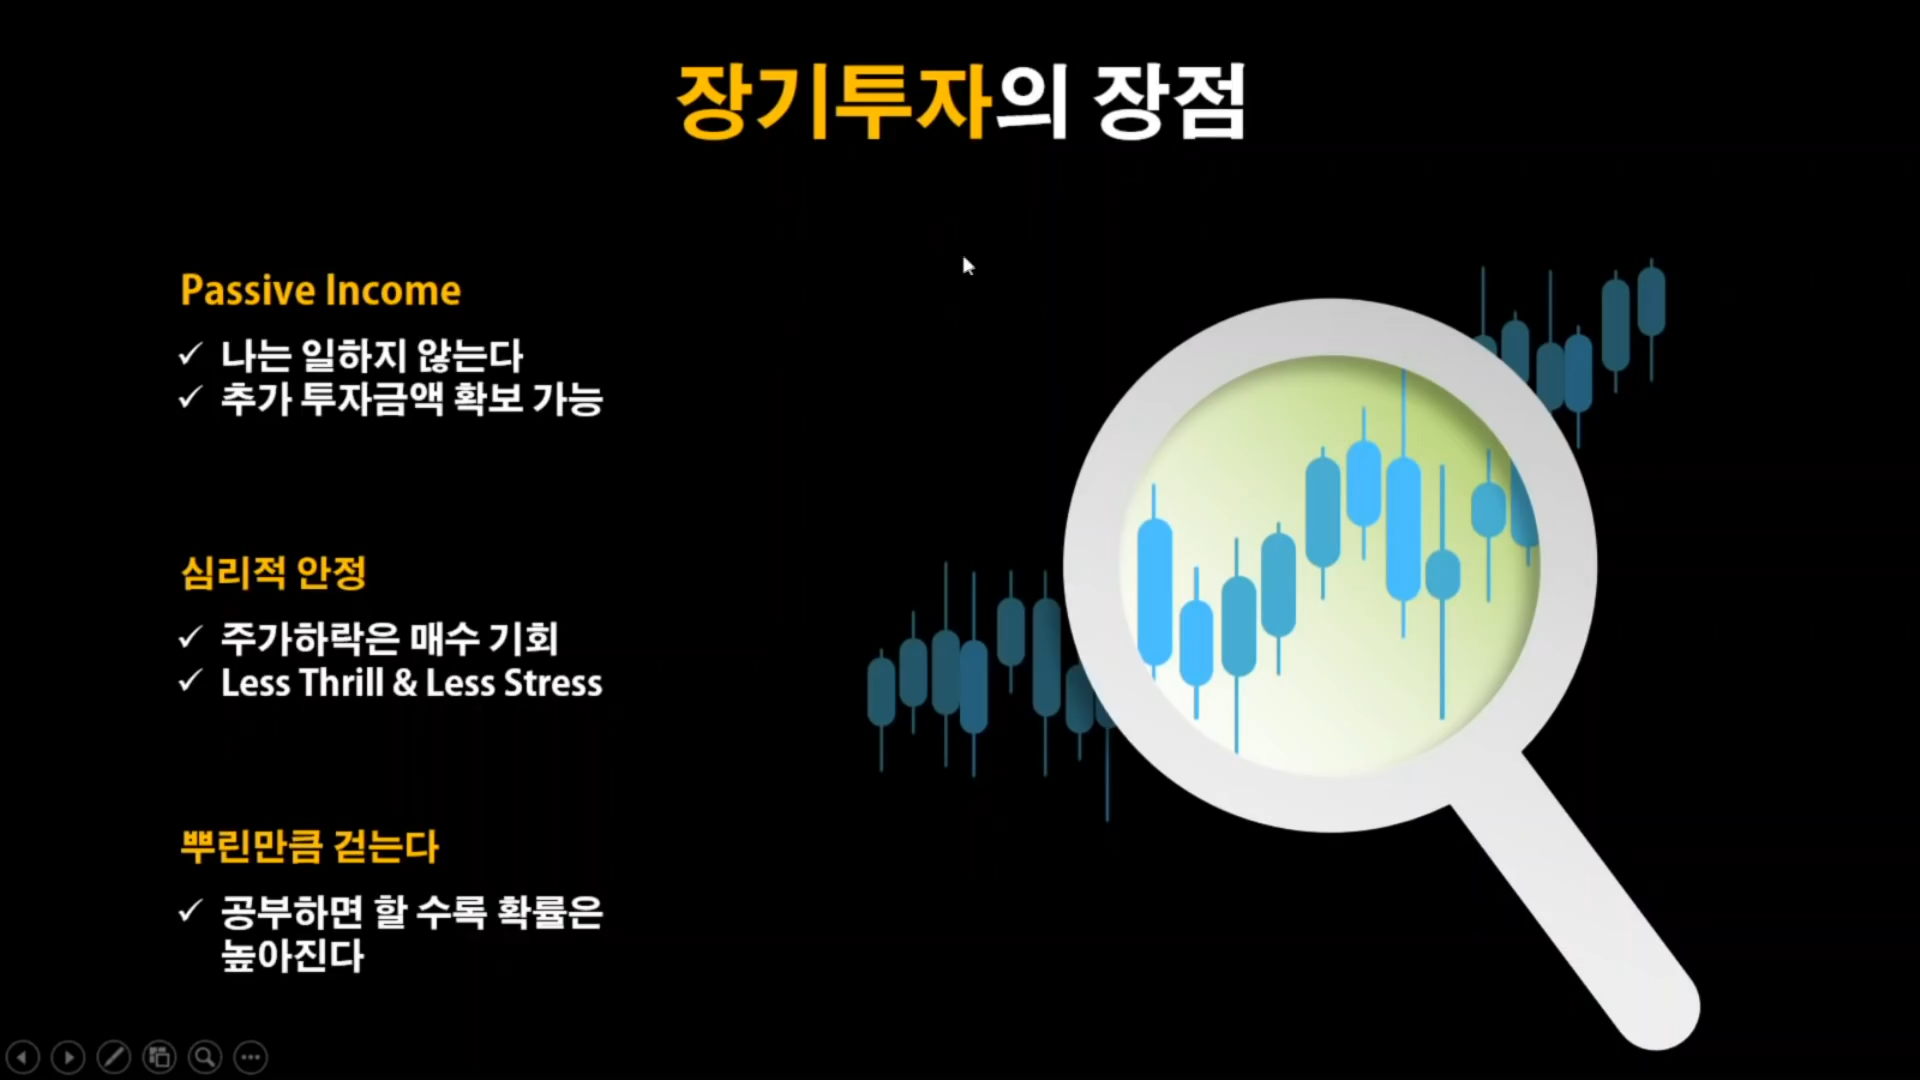 장기투자의 장점
Passive Income
✓ 나는 일하지 않는다
✓ 추가 투자금액 확보 가능
심리적 안정
✓ 주가하락은 매수 기회
✓ Less Thrill & Less Stress
뿌린만큼 걷는다
✓ 공부하면 할 수록 확률은
높아진다